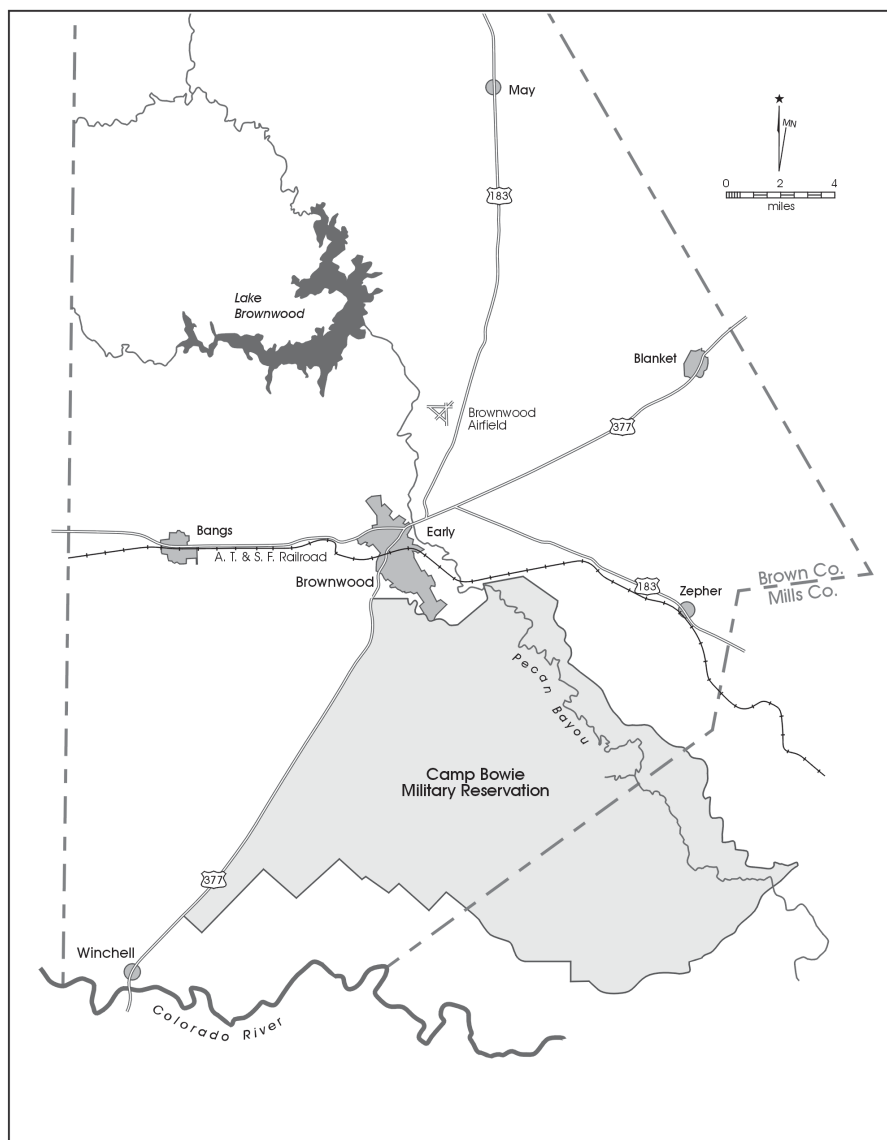 May
MN
0 2 4
miles
183
Lake
Brownwood
Blanket
Brownwood
Airfield
377
Bangs
Early
A. T. & S. F. Railroad
Brownwood
183
Zepher
Brown Co.
Mills Co.
Pecan Bayou
Camp Bowie
Military Reservation
377
Winchell
Colorado River